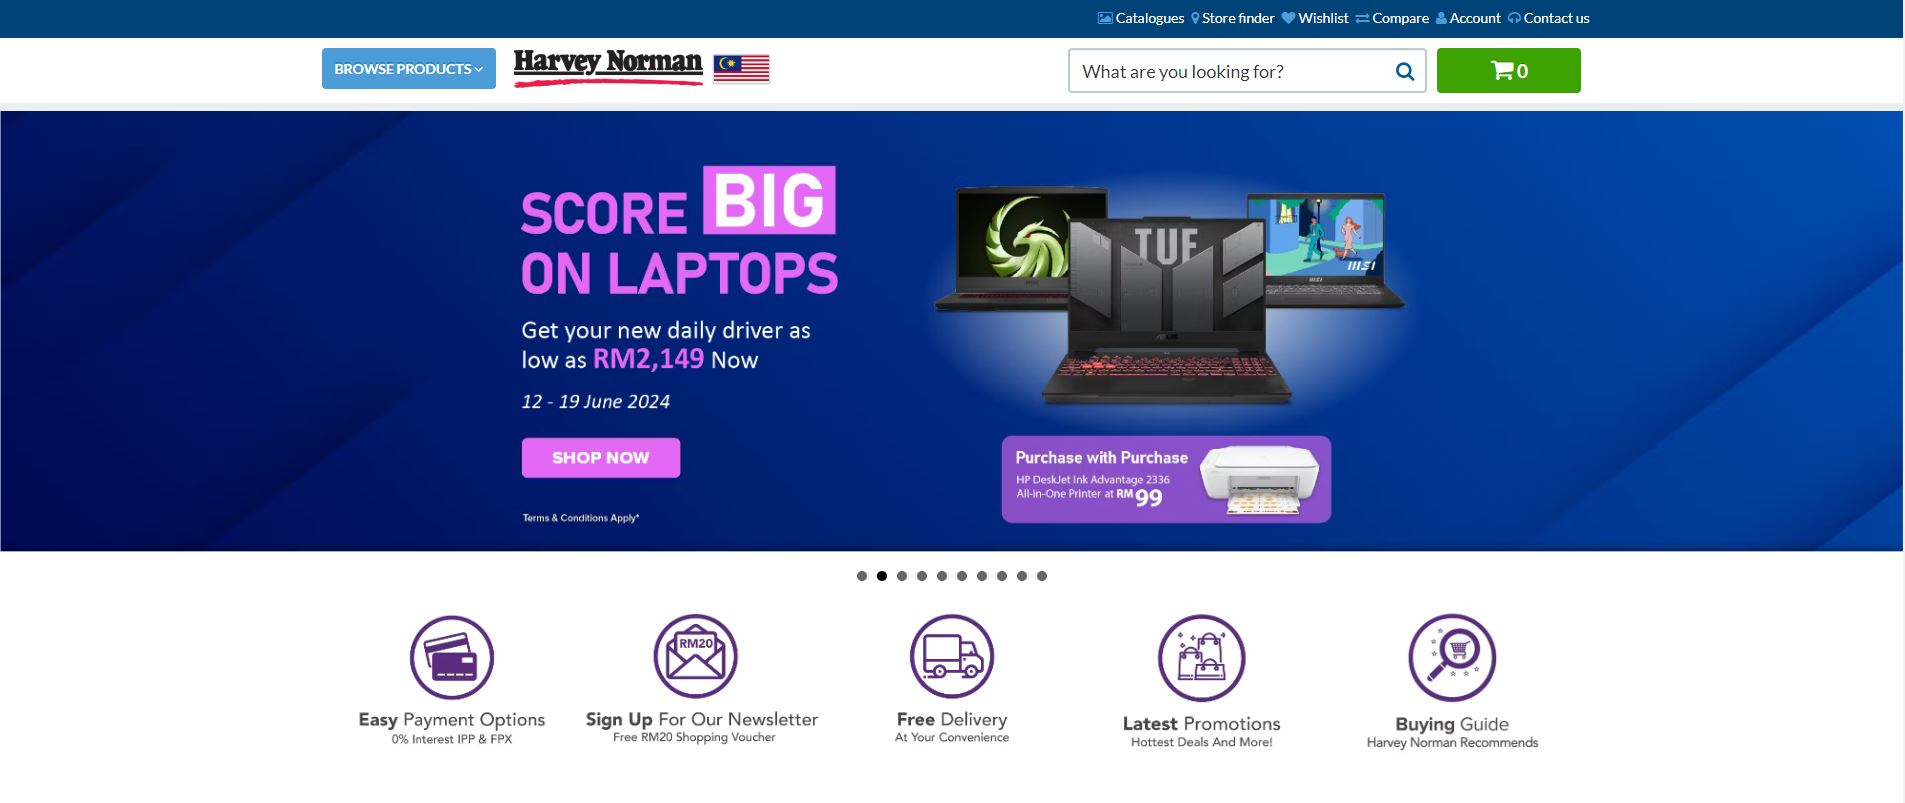 Catalogues Store finder Wishlist Compare Account Contact us
BROWSE PRODUCTS
Harvey Norman
What are you looking for?
0
SCORE BIG
ON LAPTOPS
Get your new daily driver as
low as RM2,149 Now
12 - 19 June 2024
SHOP NOW
Terms & Conditions Apply*
TUF
msi
Purchase with Purchase
HP DeskJet Ink Advantage 2336
All-in-One Printer at RM 99
RM20
Easy Payment Options
0% Interest IPP & FPX
Sign Up For Our Newsletter
Free RM20 Shopping Voucher
Free Delivery
At Your Convenience
Latest Promotions
Hottest Deals And More!
Buying Guide
Harvey Norman Recommends